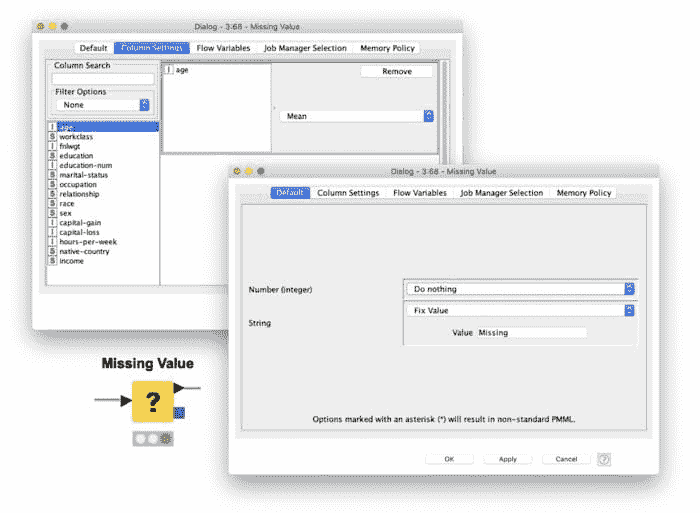 Dialog - 3:68 - Missing Value
Default Column Settings Flow Variables Job Manager Selection Memory Policy
Column Search
Filter Options
None
I age
S workclass
I fnlwgt
S education
I education-num
S marital-status
S occupation
S relationship
S race
S sex
I capital-gain
I capital-loss
I hours-per-week
S native-country
S income
I age
Remove
Mean
Dialog - 3:68 - Missing Value
Default Column Settings Flow Variables Job Manager Selection Memory Policy
Number (integer)
Do nothing
String
Fix Value
Value Missing
Options marked with an asterisk (*) will result in non-standard PMML.
OK Apply Cancel ?
Missing Value
?